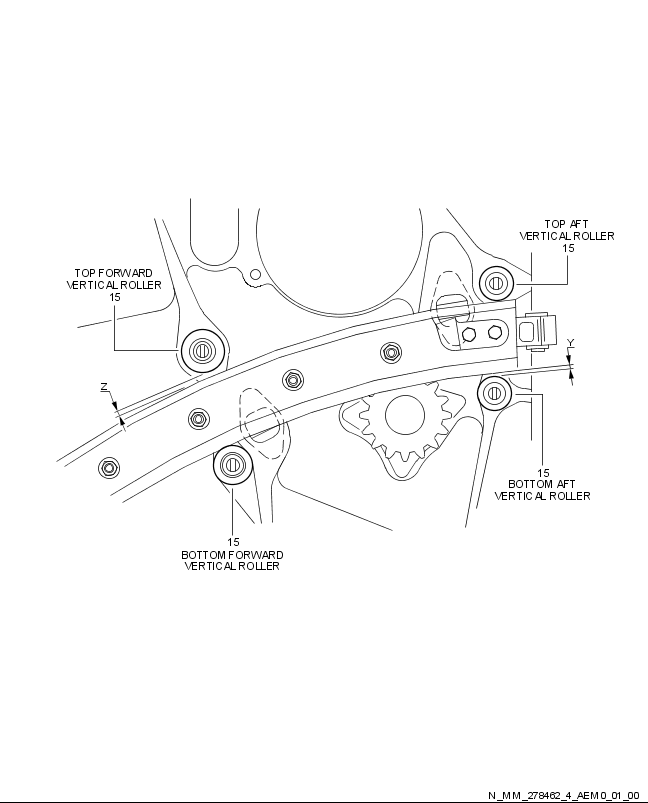 TOP AFT
VERTICAL ROLLER
15
TOP FORWARD
VERTICAL ROLLER
15
Y
Z
15
BOTTOM AFT
VERTICAL ROLLER
15
BOTTOM FORWARD
VERTICAL ROLLER
N_MM_278462_4_AEM0_01_00